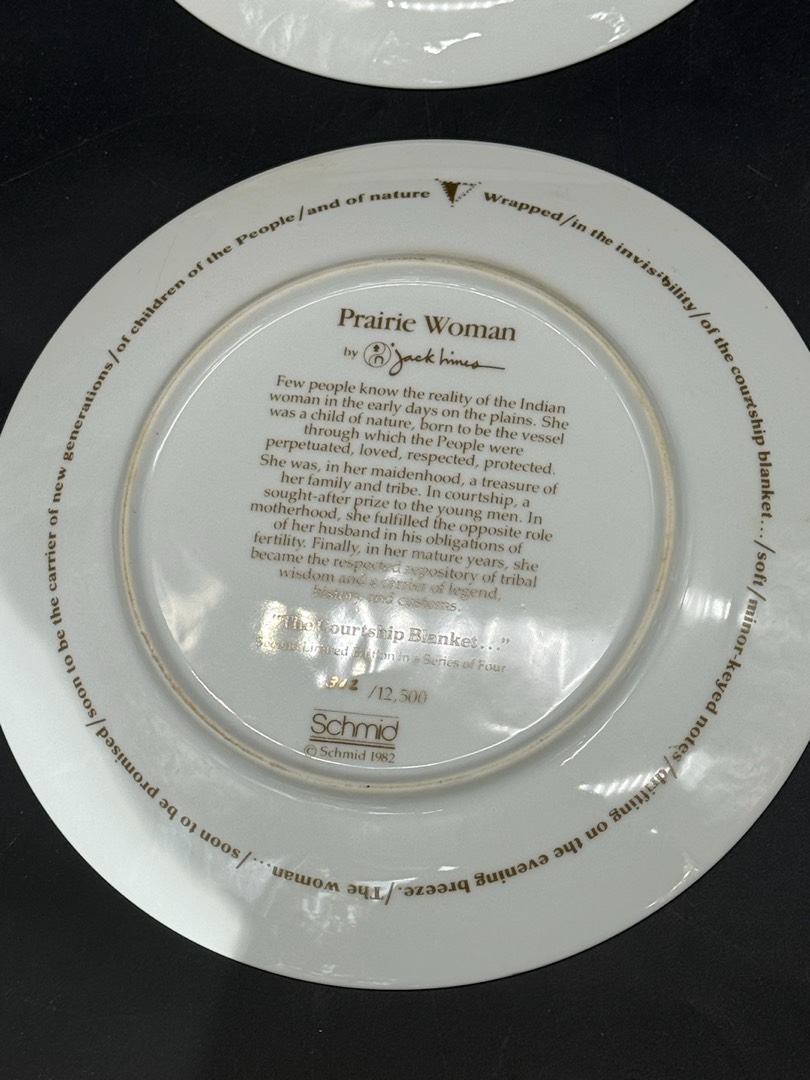 Wrapped/in the invisibility/of the courtship blanket.../soft/minor-keyed notes/drifting on the evening breeze./The woman.../soon to be promised/soon to be the carrier of new generations/of children of the People/and of nature
Prairie Woman
by Jack Hines
Few people know the reality of the Indian
woman in the early days on the plains. She
was a child of nature, born to be the vessel
through which the People were
perpetuated, loved, respected, protected.
She was, in her maidenhood, a treasure of
her family and tribe. In courtship, a
sought-after prize to the young men. In
motherhood, she fulfilled the opposite role
of her husband in his obligations of
fertility. Finally, in her mature years, she
became the respected repository of tribal
wisdom and a carrier of legend,
history and customs.
"The Courtship Blanket..."
Second Limited Edition in a Series of Four
/12,500
Schmid
© Schmid 1982